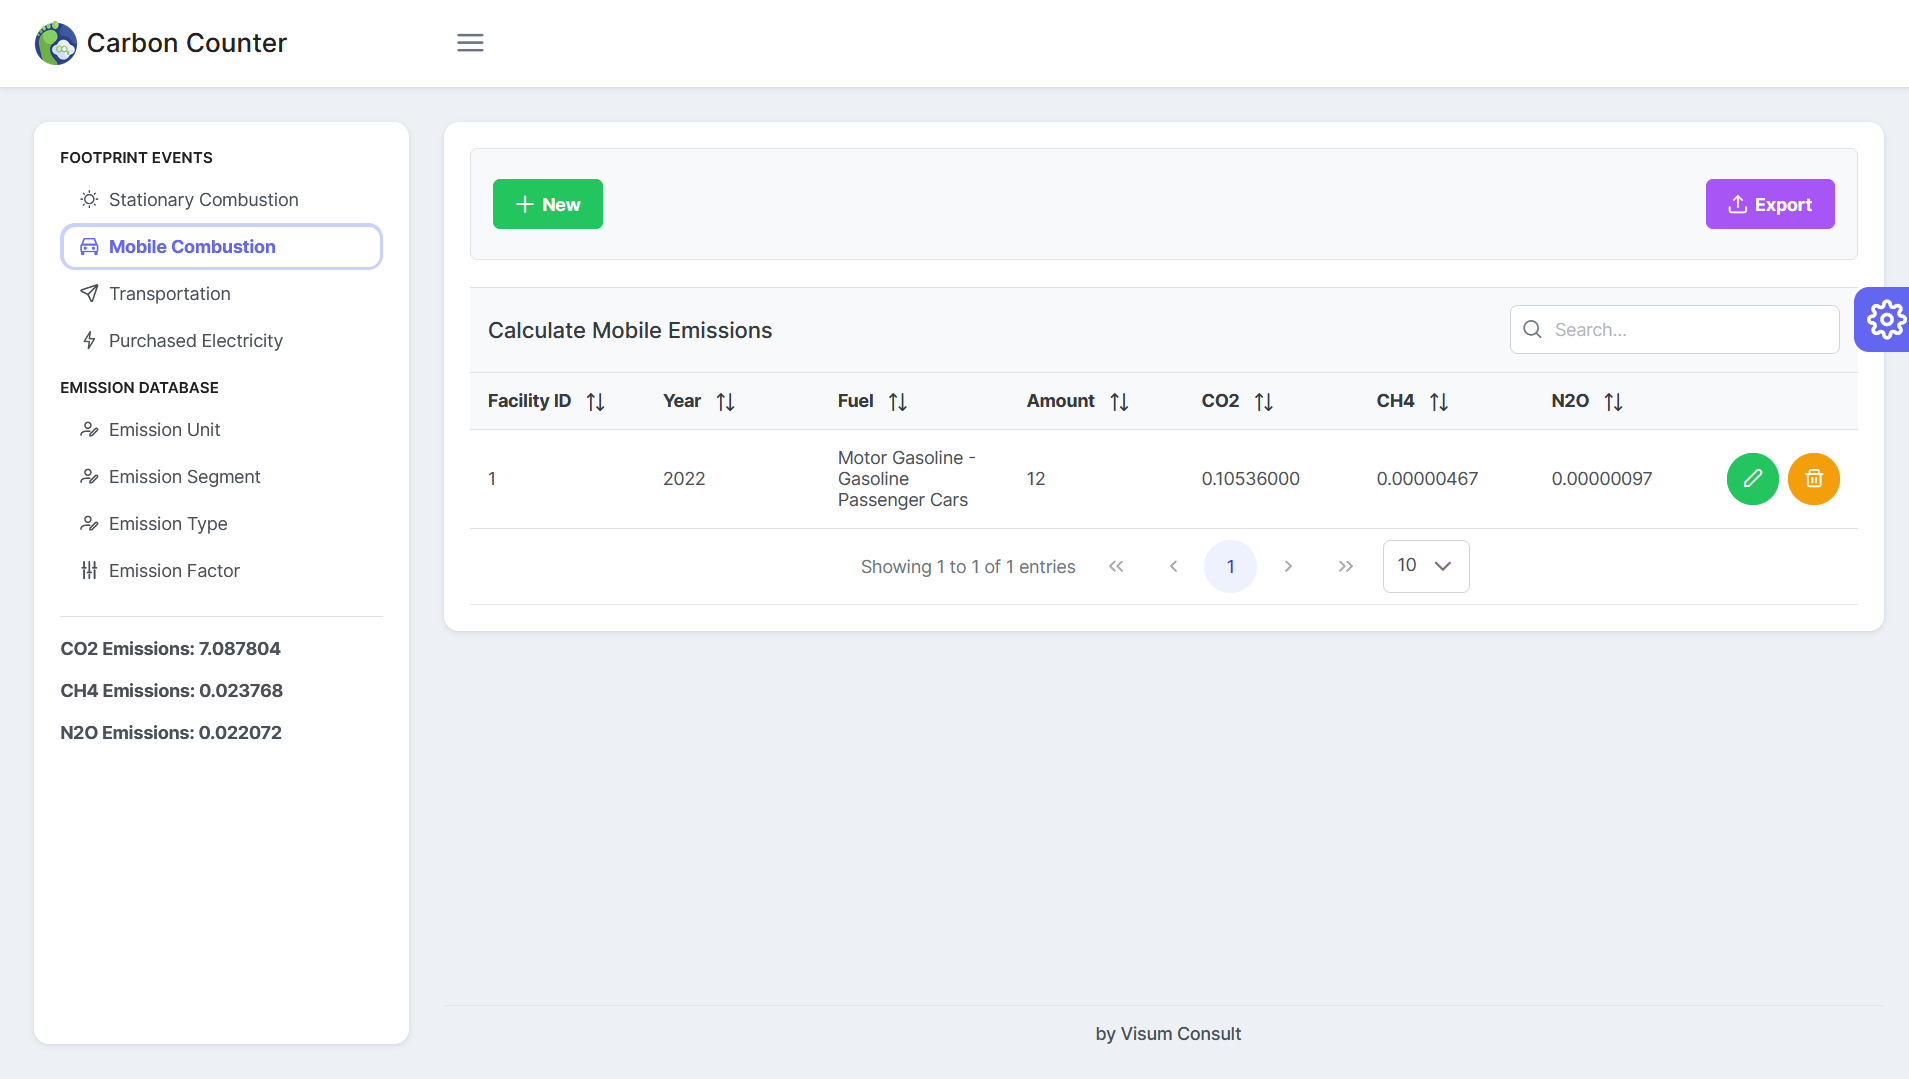 Carbon Counter
FOOTPRINT EVENTS
Stationary Combustion
Mobile Combustion
Transportation
Purchased Electricity
EMISSION DATABASE
Emission Unit
Emission Segment
Emission Type
Emission Factor
CO2 Emissions: 7.087804
CH4 Emissions: 0.023768
N2O Emissions: 0.022072
New
Export
Calculate Mobile Emissions
Search...
Facility ID Year Fuel Amount CO2 CH4 N2O
1 2022 Motor Gasoline - 12 0.10536000 0.00000467 0.00000097
Gasoline
Passenger Cars
Showing 1 to 1 of 1 entries 1 10
by Visum Consult